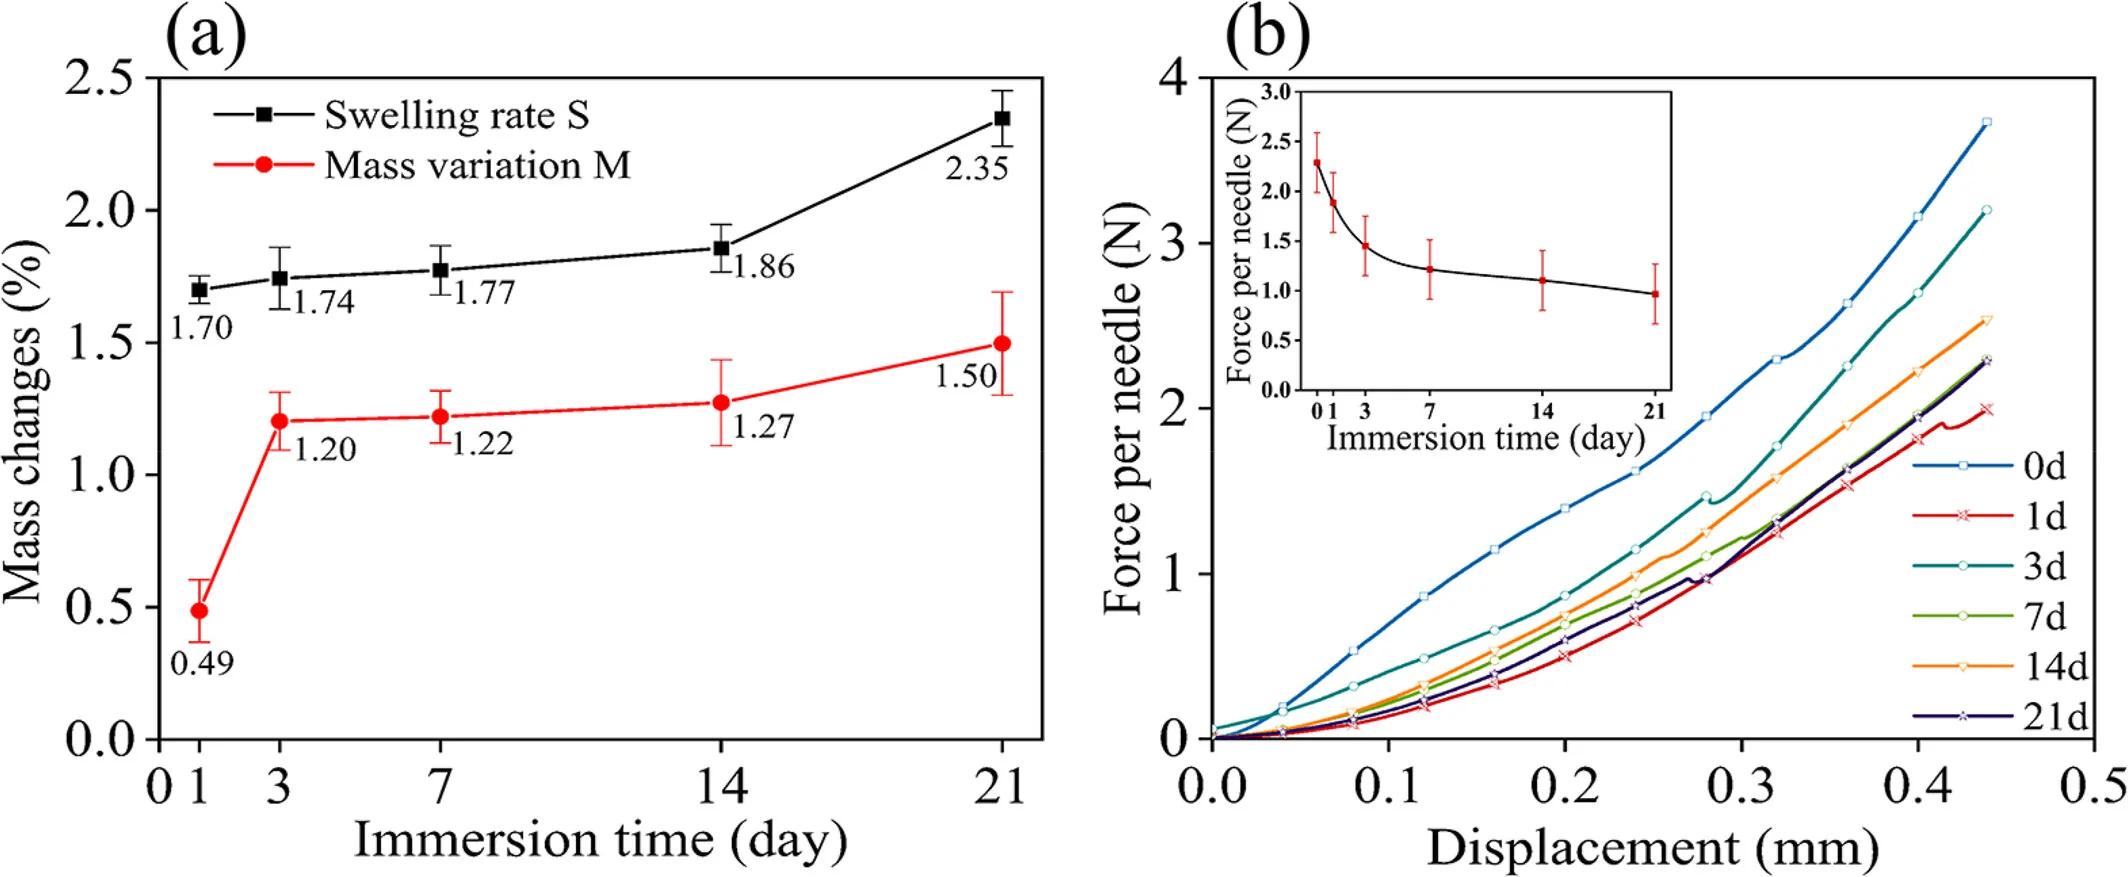 (a)
2.5
2.0
1.5
1.0
0.5
0.0
Mass changes (%)
Swelling rate S
Mass variation M
1.70
1.74
1.77
1.86
2.35
0.49
1.20
1.22
1.27
1.50
0 1 3 7 14 21
Immersion time (day)
(b)
4
3
2
1
0
Force per needle (N)
3.0
2.5
2.0
1.5
1.0
0.5
0.0
Force per needle (N)
0 1 3 7 14 21
Immersion time (day)
0d
1d
3d
7d
14d
21d
0.0 0.1 0.2 0.3 0.4 0.5
Displacement (mm)